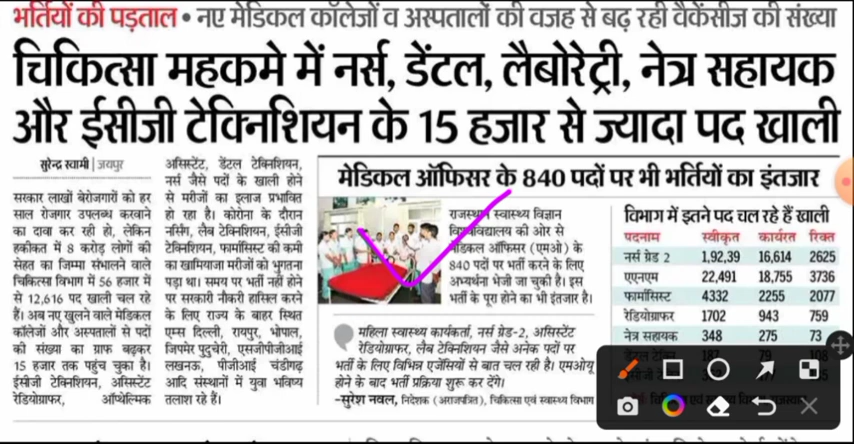 भर्तियों की पड़ताल • नए मेडिकल कॉलेजों व अस्पतालों की वजह से बढ़ रही वैकेंसीज की संख्या
चिकित्सा महकमे में नर्स, डेंटल, लैबोरेट्री, नेत्र सहायक
और ईसीजी टेक्निशियन के 15 हजार से ज्यादा पद खाली
सुरेन्द्र स्वामी | जयपुर
सरकार लाखों बेरोजगारों को हर
साल रोजगार उपलब्ध करवाने
का दावा कर रही हो, लेकिन
हकीकत में 8 करोड़ लोगों की
सेहत का जिम्मा संभालने वाले
चिकित्सा विभाग में 56 हजार में
से 12,616 पद खाली चल रहे
हैं। अब नए खुलने वाले मेडिकल
कॉलेजों और अस्पतालों से पदों
की संख्या का ग्राफ बढ़कर
15 हजार तक पहुंच चुका है।
ईसीजी टेक्निशियन, असिस्टेंट
रेडियोग्राफर, ऑप्थेल्मिक
असिस्टेंट, डेंटल टेक्निशियन,
नर्स जैसे पदों के खाली होने
से मरीजों का इलाज प्रभावित
हो रहा है। कोरोना के दौरान
नर्सिंग, लैब टेक्निशियन, ईसीजी
टेक्निशियन, फार्मासिस्ट की कमी
का खामियाजा मरीजों को भुगतना
पड़ा था। समय पर भर्ती नहीं होने
पर सरकारी नौकरी हासिल करने
के लिए राज्य के बाहर स्थित
एम्स दिल्ली, रायपुर, भोपाल,
जिपमेर पुदुचेरी, एसजीपीजीआई
लखनऊ, पीजीआई चंडीगढ़
आदि संस्थानों में युवा भविष्य
तलाश रहे हैं।
मेडिकल ऑफिसर के 840 पदों पर भी भर्तियों का इंतजार
राजस्थान स्वास्थ्य विज्ञान
विश्वविद्यालय की ओर से
मेडिकल ऑफिसर (एमओ) के
840 पदों पर भर्ती करने के लिए
अभ्यर्थना भेजी जा चुकी है। इस
भर्ती के पूरा होने का भी इंतजार है।
महिला स्वास्थ्य कार्यकर्ता, नर्स ग्रेड-2, असिस्टेंट
रेडियोग्राफर, लैब टेक्निशियन जैसे अनेक पदों पर
भर्ती के लिए विभिन्न एजेंसियों से बात चल रही है। एमओयू
होने के बाद भर्ती प्रक्रिया शुरू कर देंगे।
-सुरेश नवल, निदेशक (अराजपत्रित), चिकित्सा एवं स्वास्थ्य विभाग
विभाग में इतने पद चल रहे हैं खाली
पदनाम स्वीकृत कार्यरत रिक्त
नर्स ग्रेड 2 1,92,39 16,614 2625
एएनएम 22,491 18,755 3736
फार्मासिस्ट 4332 2255 2077
रेडियोग्राफर 1702 943 759
नेत्र सहायक 348 275 73